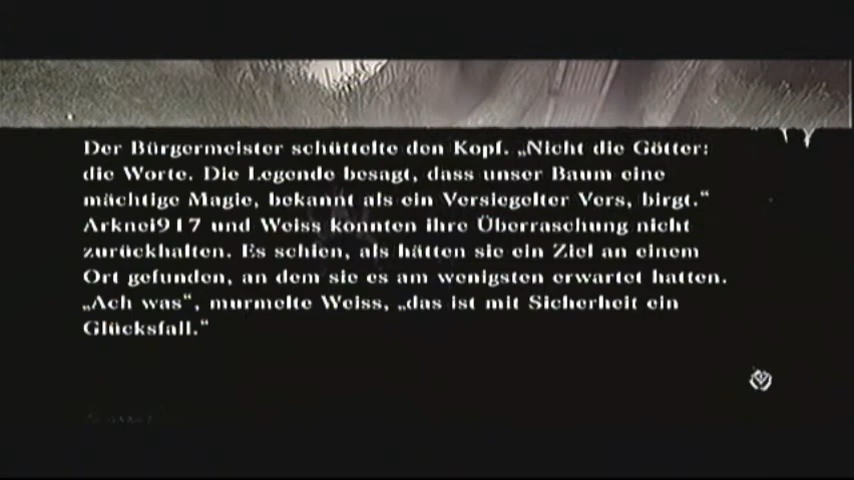 Der Bürgermeister schüttelte den Kopf. „Nicht die Götter:
die Worte. Die Legende besagt, dass unser Baum eine
mächtige Magie, bekannt als ein Versiegelter Vers, birgt.“
Arknei917 und Weiss konnten ihre Überraschung nicht
zurückhalten. Es schien, als hätten sie ein Ziel an einem
Ort gefunden, an dem sie es am wenigsten erwartet hatten.
„Ach was“, murmelte Weiss, „das ist mit Sicherheit ein
Glücksfall.“